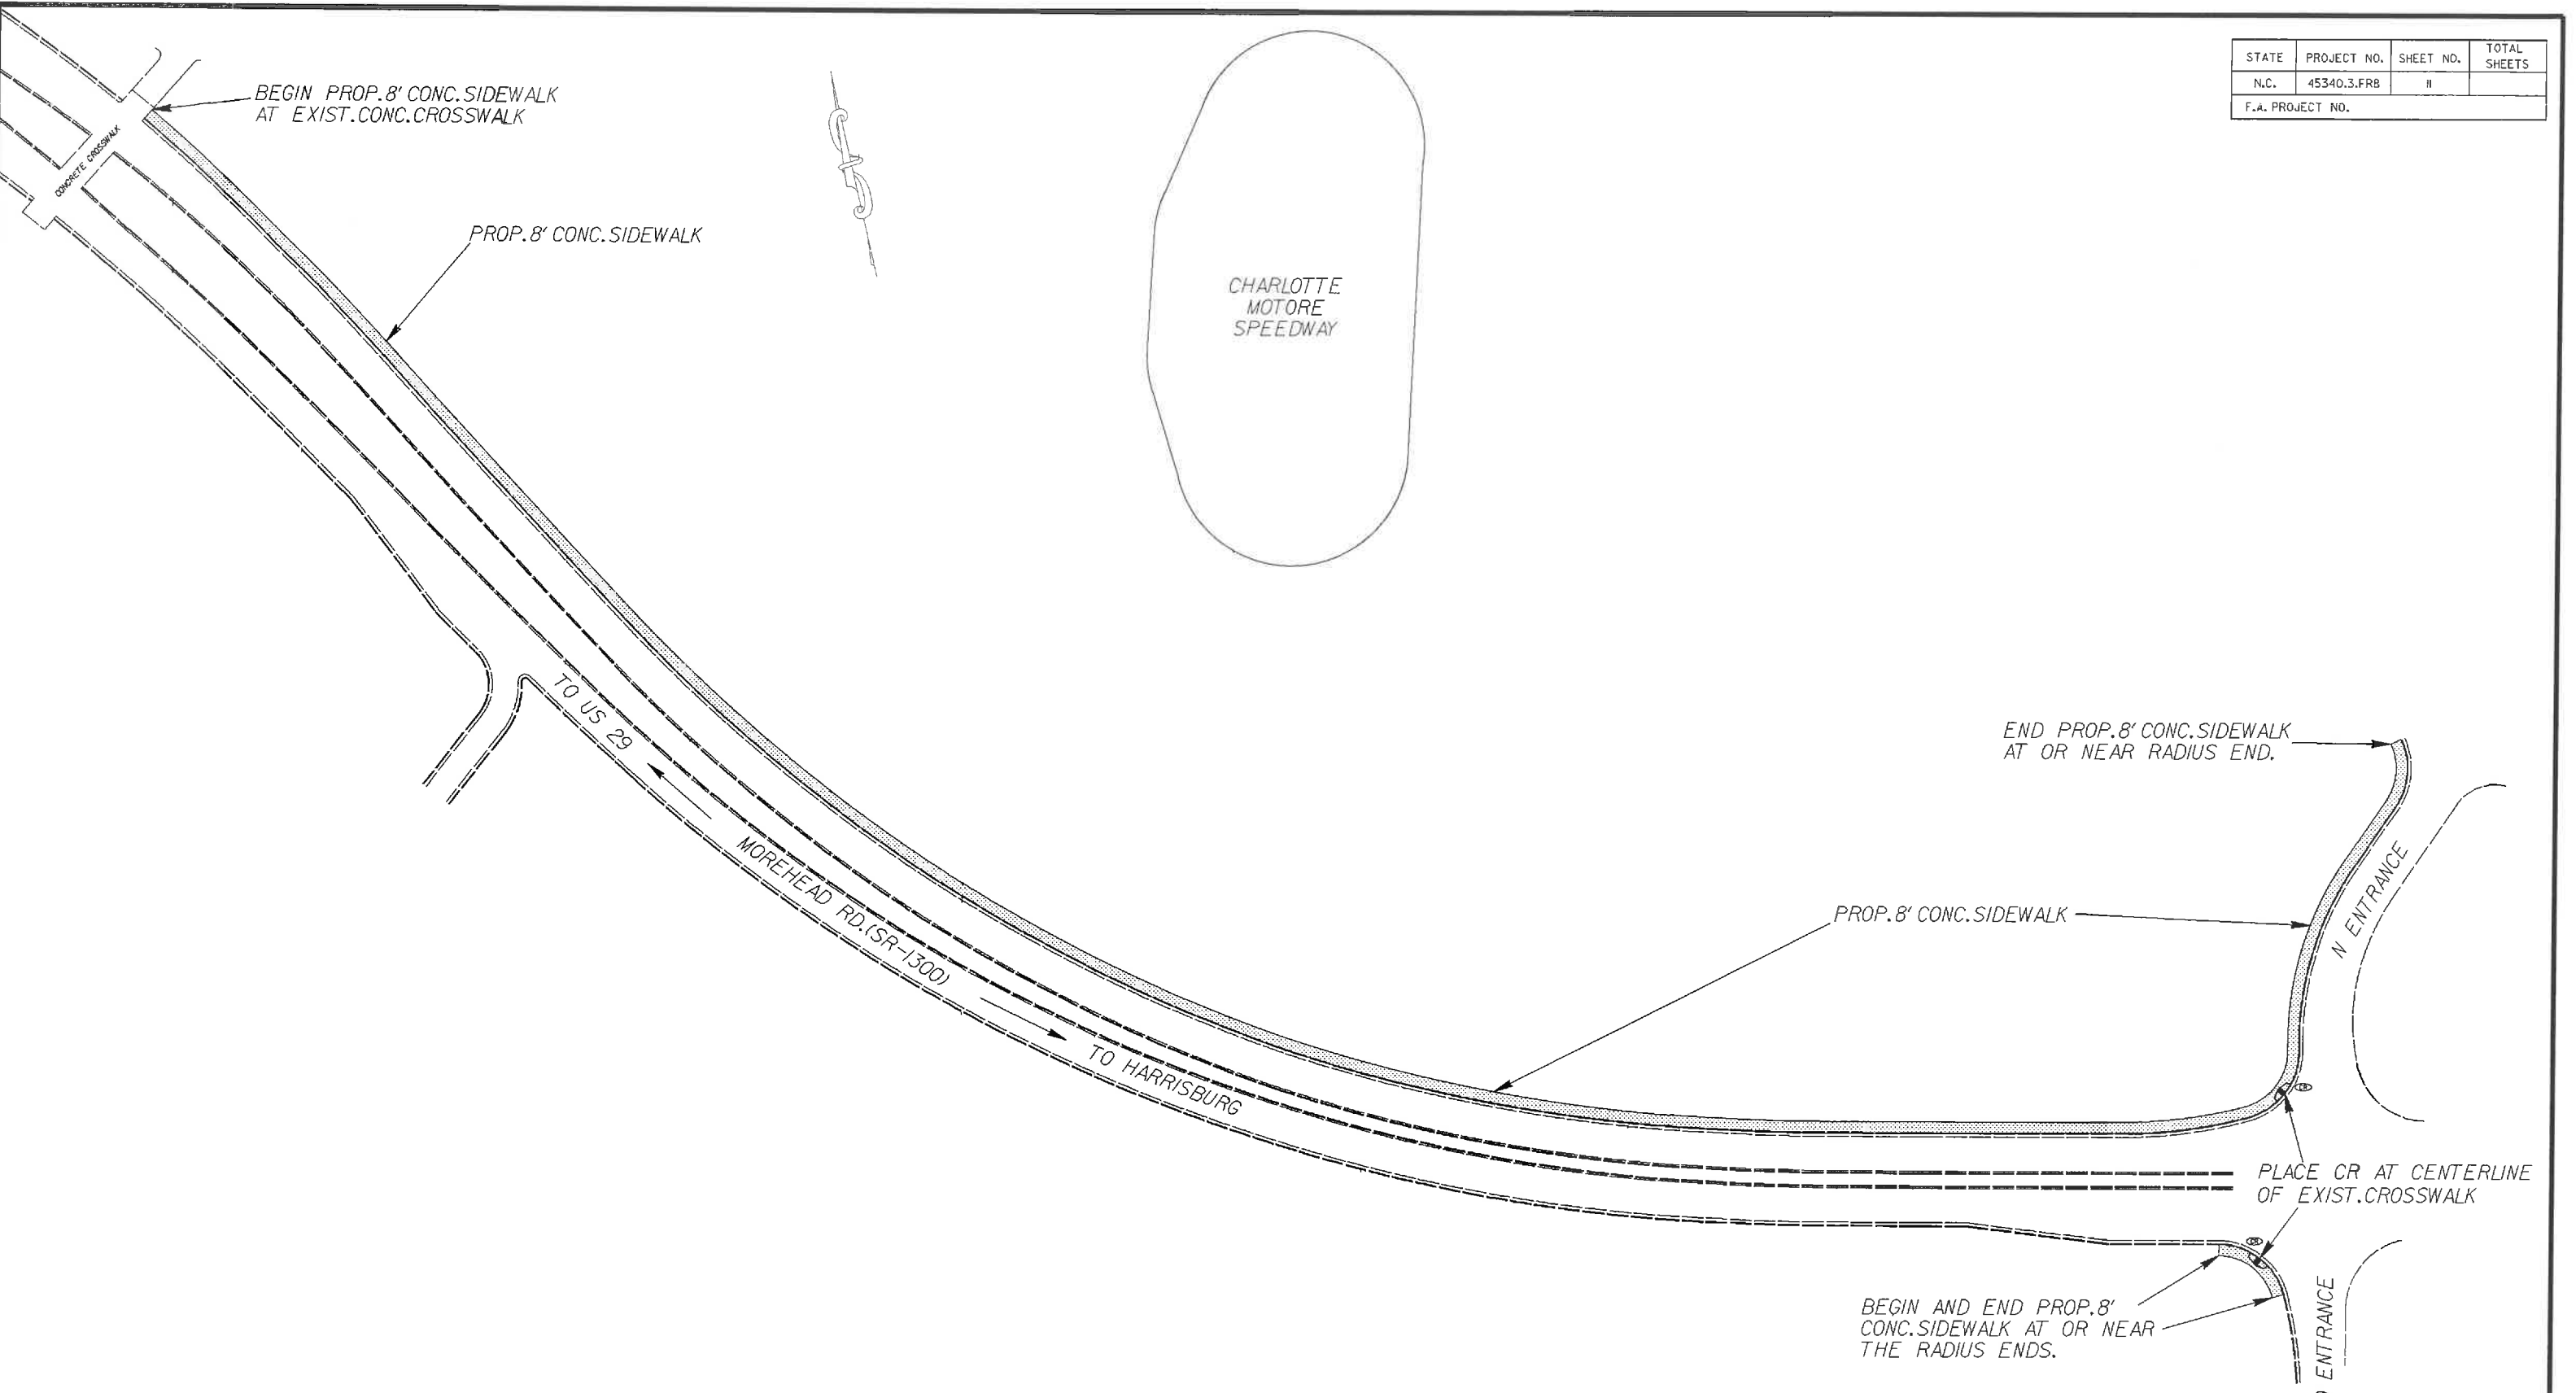 STATE PROJECT NO. SHEET NO. TOTAL SHEETS
N.C. 45340.3.FR8 11
F.A. PROJECT NO.
BEGIN PROP. 8' CONC. SIDEWALK
AT EXIST. CONC. CROSSWALK
CONCRETE CROSSWALK
PROP. 8' CONC. SIDEWALK
CHARLOTTE
MOTORE
SPEEDWAY
TO US 29
MOREHEAD RD. (SR-1300)
TO HARRISBURG
END PROP. 8' CONC. SIDEWALK
AT OR NEAR RADIUS END.
PROP. 8' CONC. SIDEWALK
N ENTRANCE
CR
PLACE CR AT CENTERLINE
OF EXIST. CROSSWALK
CR
BEGIN AND END PROP. 8'
CONC. SIDEWALK AT OR NEAR
THE RADIUS ENDS.
ENTRANCE